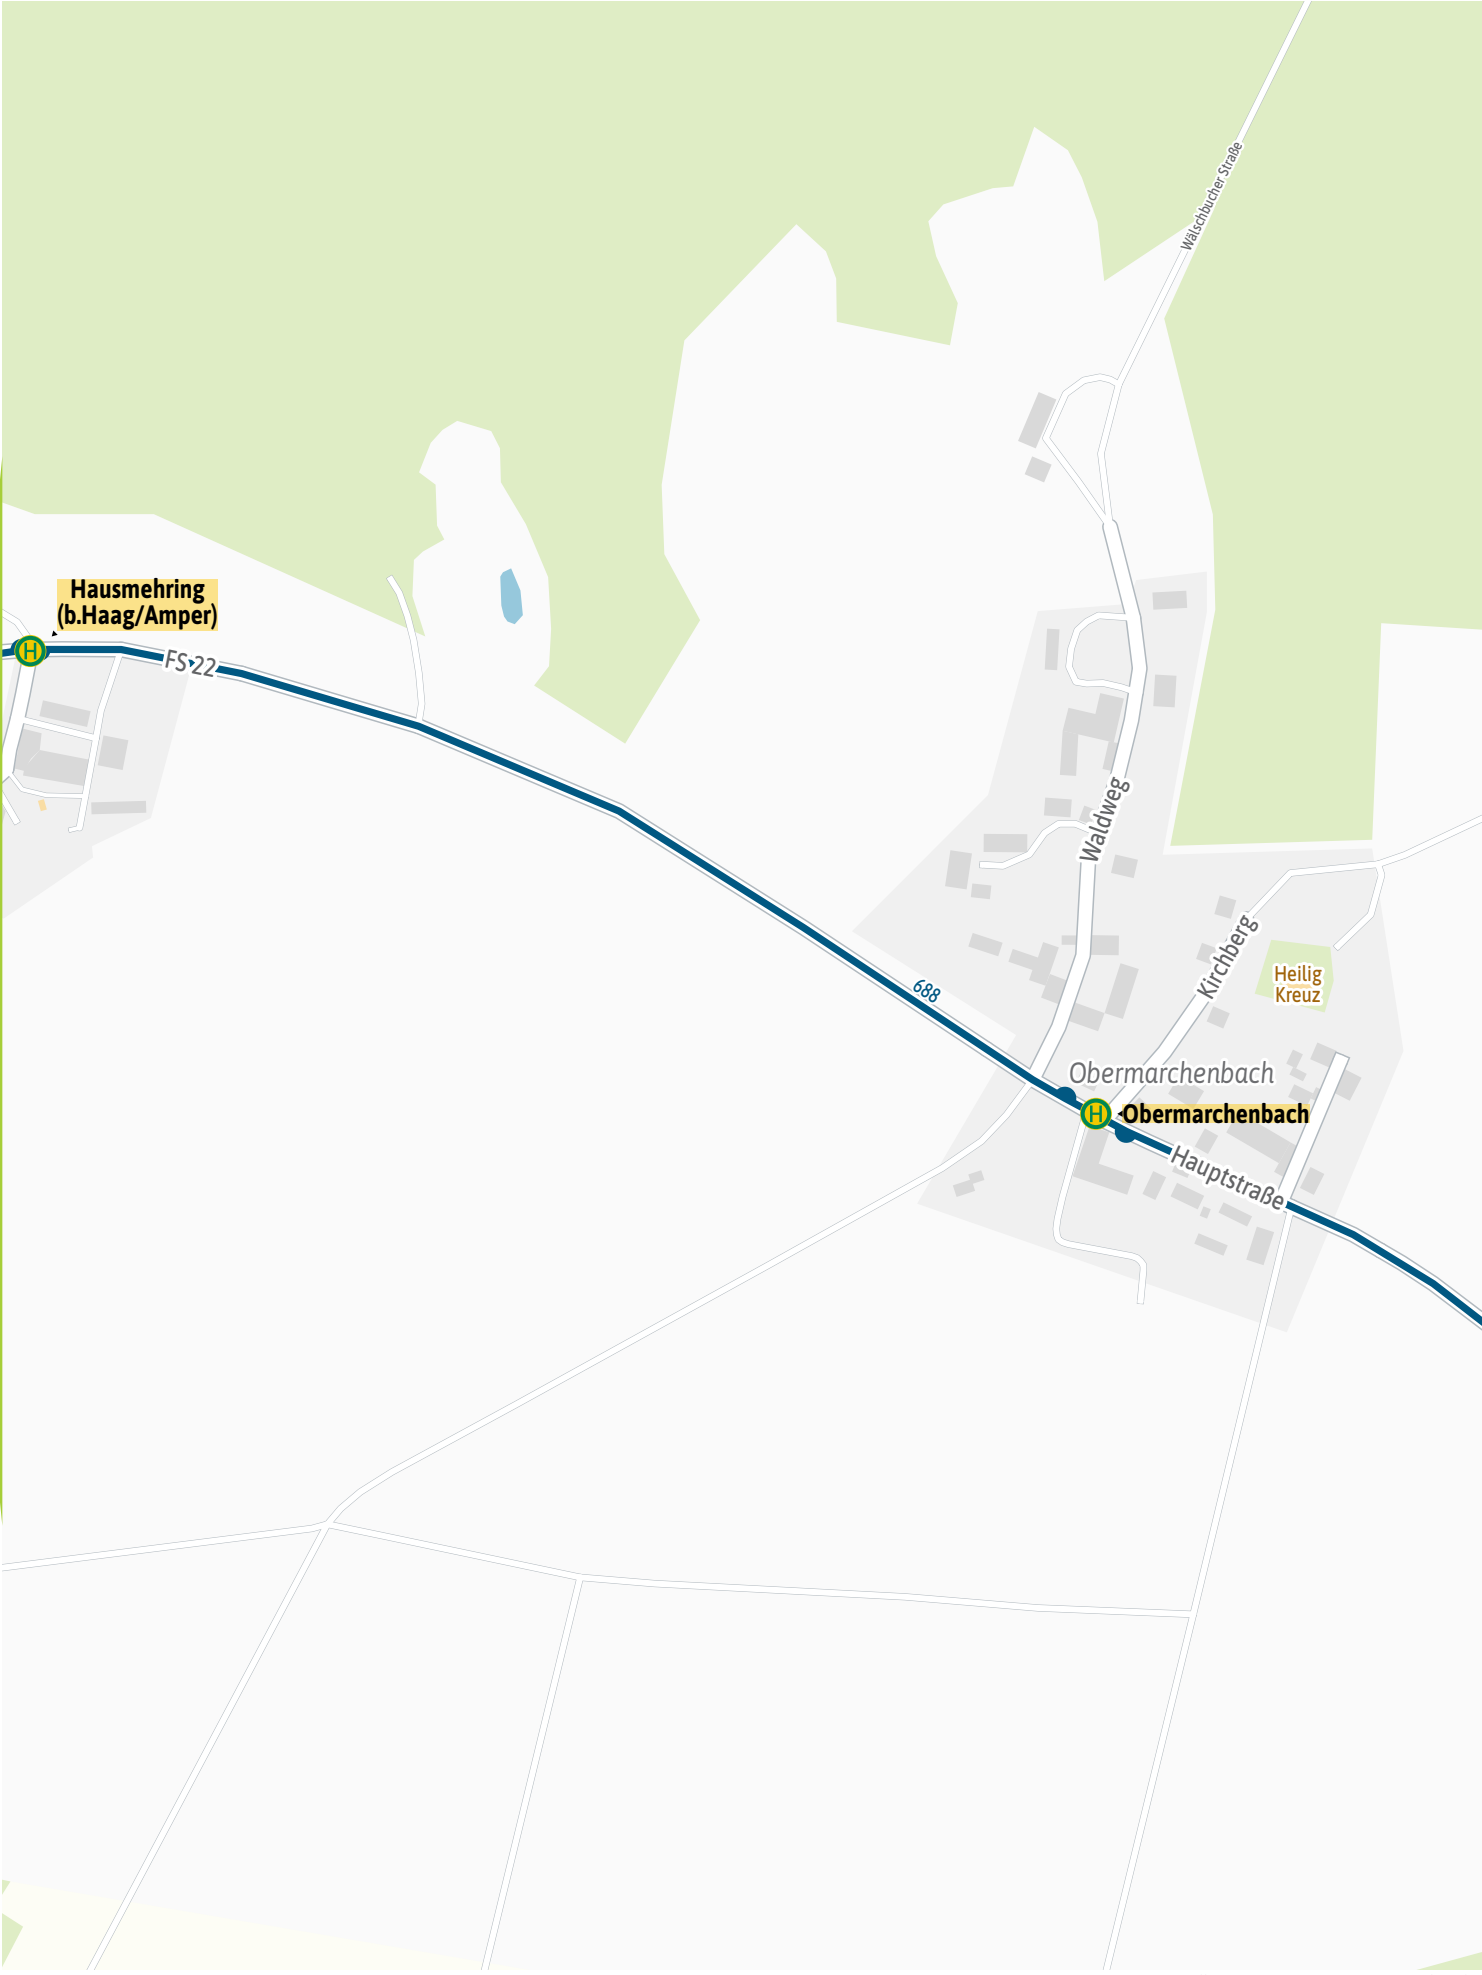 Wälschbucher Straße
Hausmehring
(b.Haag/Amper)
H
FS 22
Waldweg
Kirchberg
Heilig
Kreuz
688
Obermarchenbach
H
Obermarchenbach
Hauptstraße